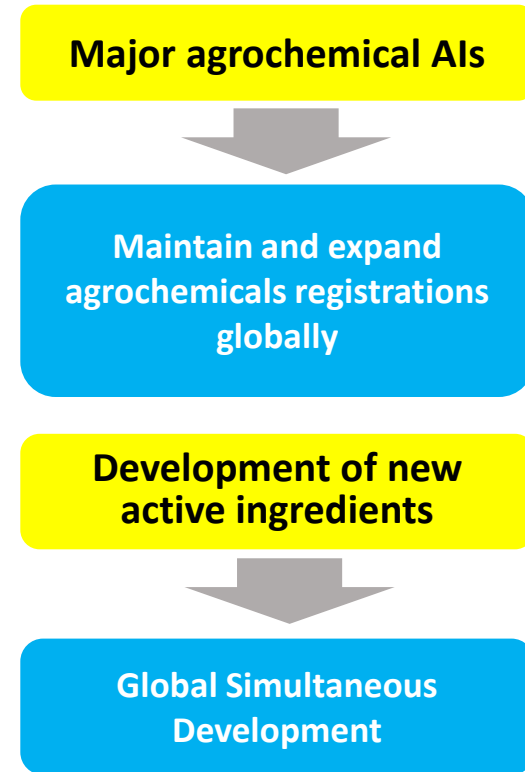 Major agrochemical AIs
Maintain and expand
agrochemicals registrations
globally
Development of new
active ingredients
Global Simultaneous
Development